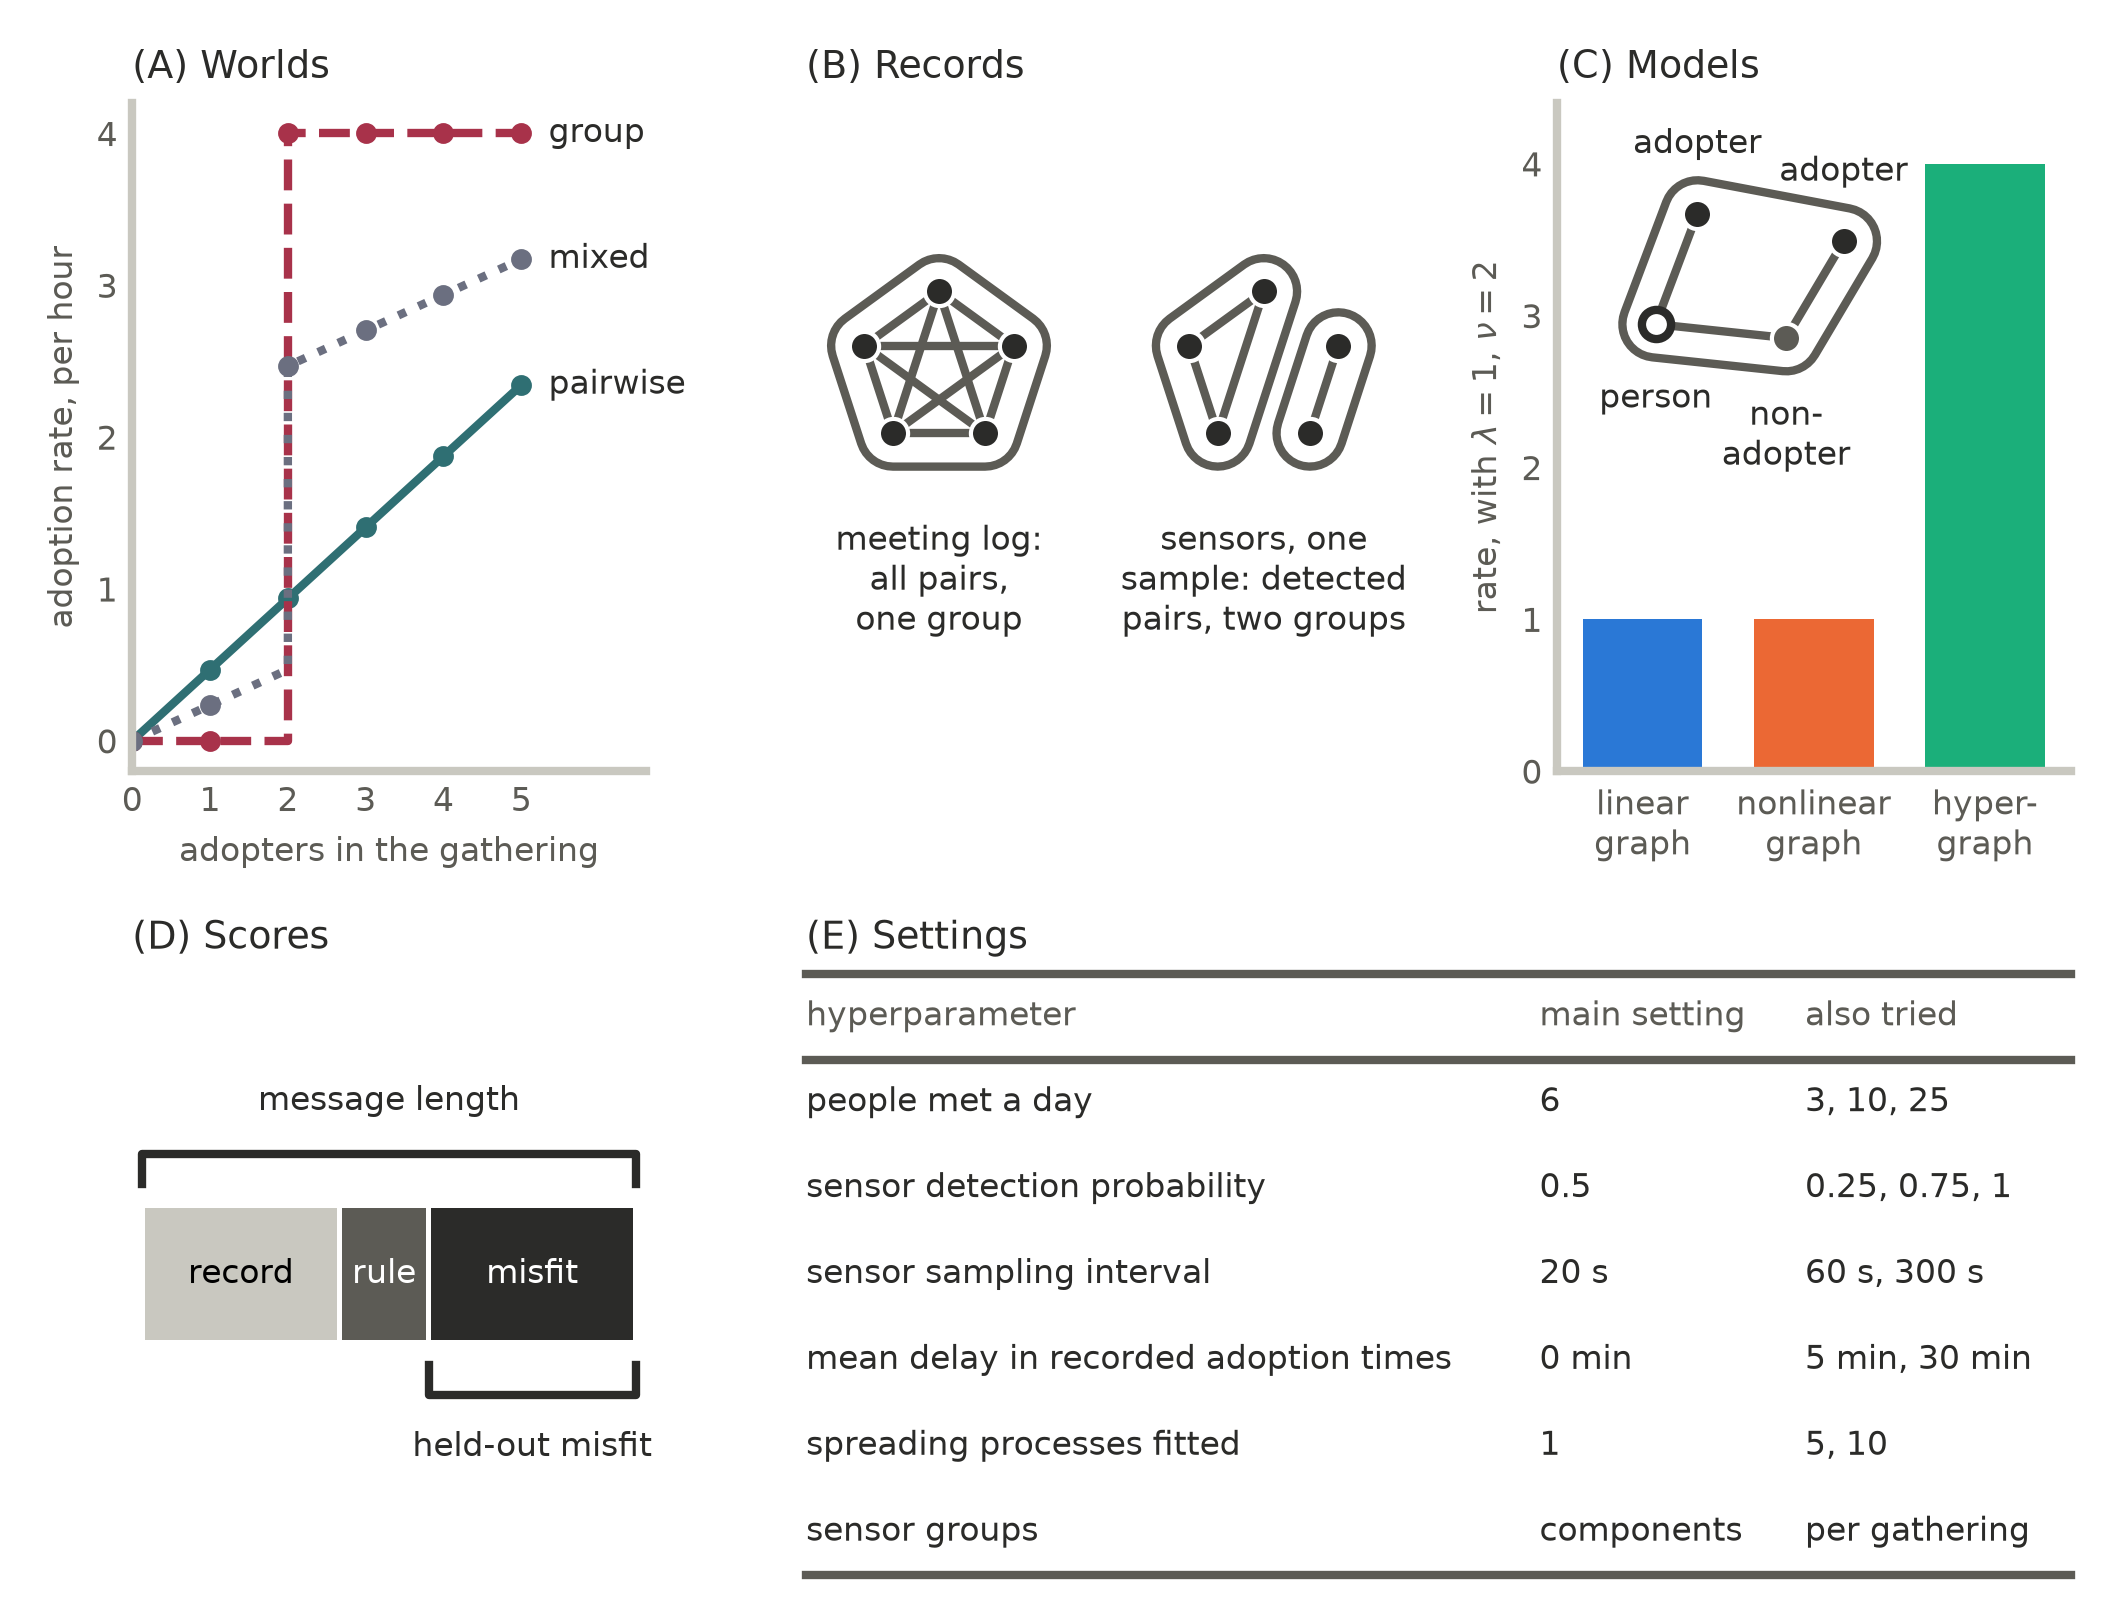 (A) Worlds
adoption rate, per hour
4
3
2
1
0
group
mixed
pairwise
0 1 2 3 4 5
adopters in the gathering
(B) Records
meeting log:
all pairs,
one group
sensors, one
sample: detected
pairs, two groups
(C) Models
rate, with λ = 1, ν = 2
4
3
2
1
0
adopter
adopter
person
non-
adopter
linear
graph
nonlinear
graph
hyper-
graph
(D) Scores
message length
record rule misfit
held-out misfit
(E) Settings
hyperparameter main setting also tried
people met a day 6 3, 10, 25
sensor detection probability 0.5 0.25, 0.75, 1
sensor sampling interval 20 s 60 s, 300 s
mean delay in recorded adoption times 0 min 5 min, 30 min
spreading processes fitted 1 5, 10
sensor groups components per gathering